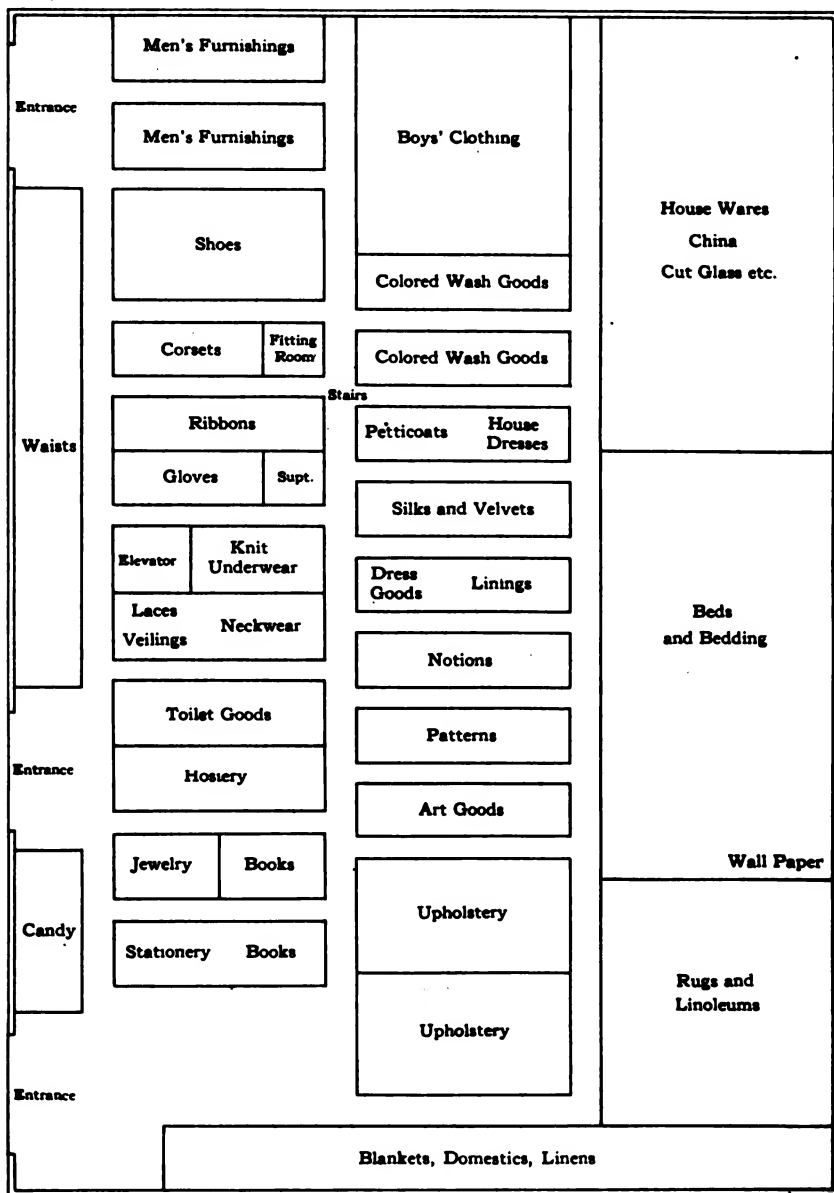 Men's Furnishings
Entrance
Men's Furnishings
Boys' Clothing
House Wares
China
Cut Glass etc.
Shoes
Colored Wash Goods
Corsets
Fitting
Room
Colored Wash Goods
Stairs
Waists
Ribbons
Petticoats
House
Dresses
Gloves
Supt.
Silks and Velvets
Elevator
Knit
Underwear
Dress
Goods
Linings
Laces
Veilings
Neckwear
Beds
and Bedding
Notions
Toilet Goods
Patterns
Entrance
Hosiery
Art Goods
Wall Paper
Jewelry
Books
Candy
Upholstery
Stationery
Books
Rugs and
Linoleums
Upholstery
Entrance
Blankets, Domestics, Linens